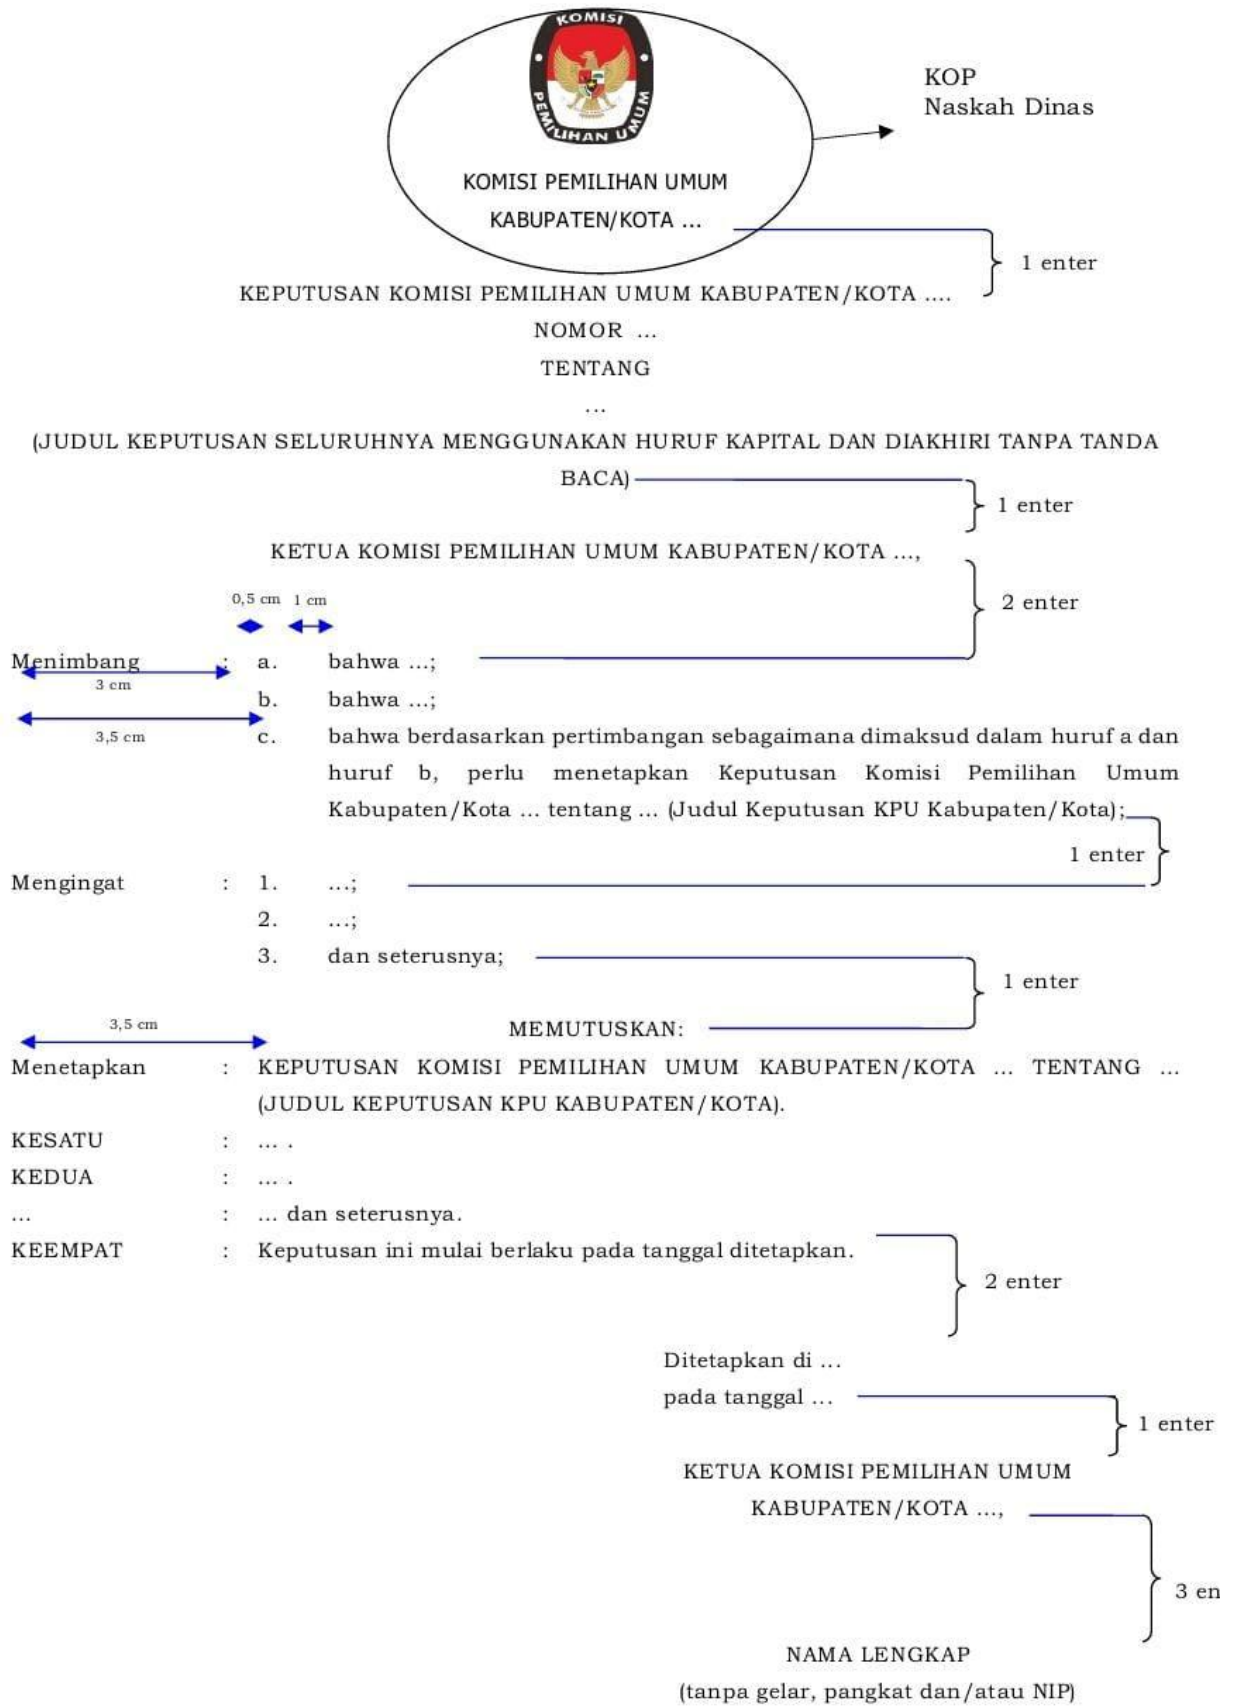 KOMISI
PEMILIHAN UMUM
KOP
Naskah Dinas
KOMISI PEMILIHAN UMUM
KABUPATEN/KOTA ...
1 enter
KEPUTUSAN KOMISI PEMILIHAN UMUM KABUPATEN/KOTA ....
NOMOR ...
TENTANG
...
(JUDUL KEPUTUSAN SELURUHNYA MENGGUNAKAN HURUF KAPITAL DAN DIAKHIRI TANPA TANDA
BACA)
1 enter
KETUA KOMISI PEMILIHAN UMUM KABUPATEN/KOTA ...,
2 enter
0,5 cm 1 cm
Menimbang : a. bahwa ...;
3 cm
b. bahwa ...;
3,5 cm
c. bahwa berdasarkan pertimbangan sebagaimana dimaksud dalam huruf a dan
huruf b, perlu menetapkan Keputusan Komisi Pemilihan Umum
Kabupaten/Kota ... tentang ... (Judul Keputusan KPU Kabupaten/Kota);
1 enter
Mengingat : 1. ...;
2. ...;
3. dan seterusnya;
1 enter
3,5 cm
MEMUTUSKAN:
Menetapkan : KEPUTUSAN KOMISI PEMILIHAN UMUM KABUPATEN/KOTA ... TENTANG ...
(JUDUL KEPUTUSAN KPU KABUPATEN/KOTA).
KESATU : ... .
KEDUA : ... .
... : ... dan seterusnya.
KEEMPAT : Keputusan ini mulai berlaku pada tanggal ditetapkan.
2 enter
Ditetapkan di ...
pada tanggal ...
1 enter
KETUA KOMISI PEMILIHAN UMUM
KABUPATEN/KOTA ...,
3 en
NAMA LENGKAP
(tanpa gelar, pangkat dan/atau NIP)